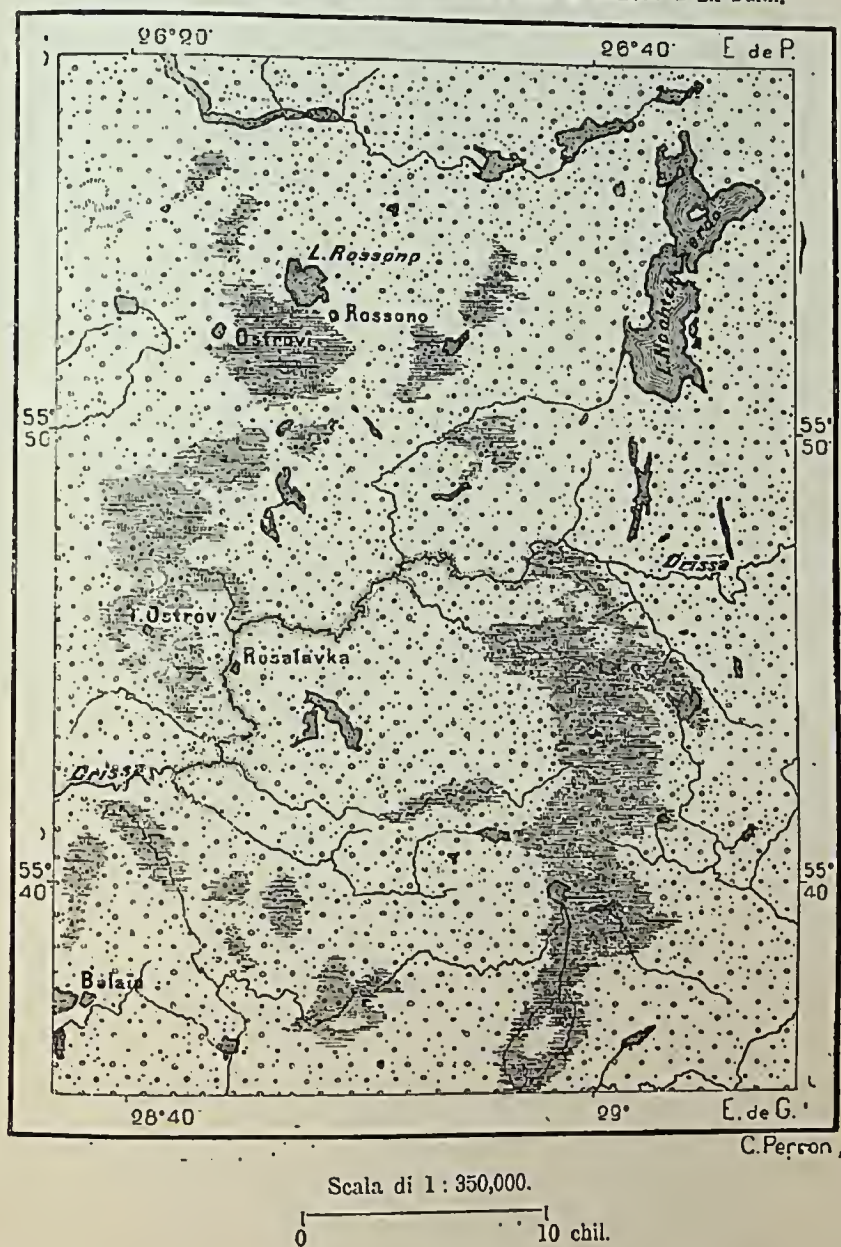 26°20' 26°40' E. de P.
L. Rossono
Rossono
Ostrovi
55° 50' 55° 50'
Drissa
Ostrov
Rosalavka
Drissa
55° 40' 55° 40'
28°40' 29° E. de G.
C. Perron
Scala di 1 : 350,000.
0 10 chil.